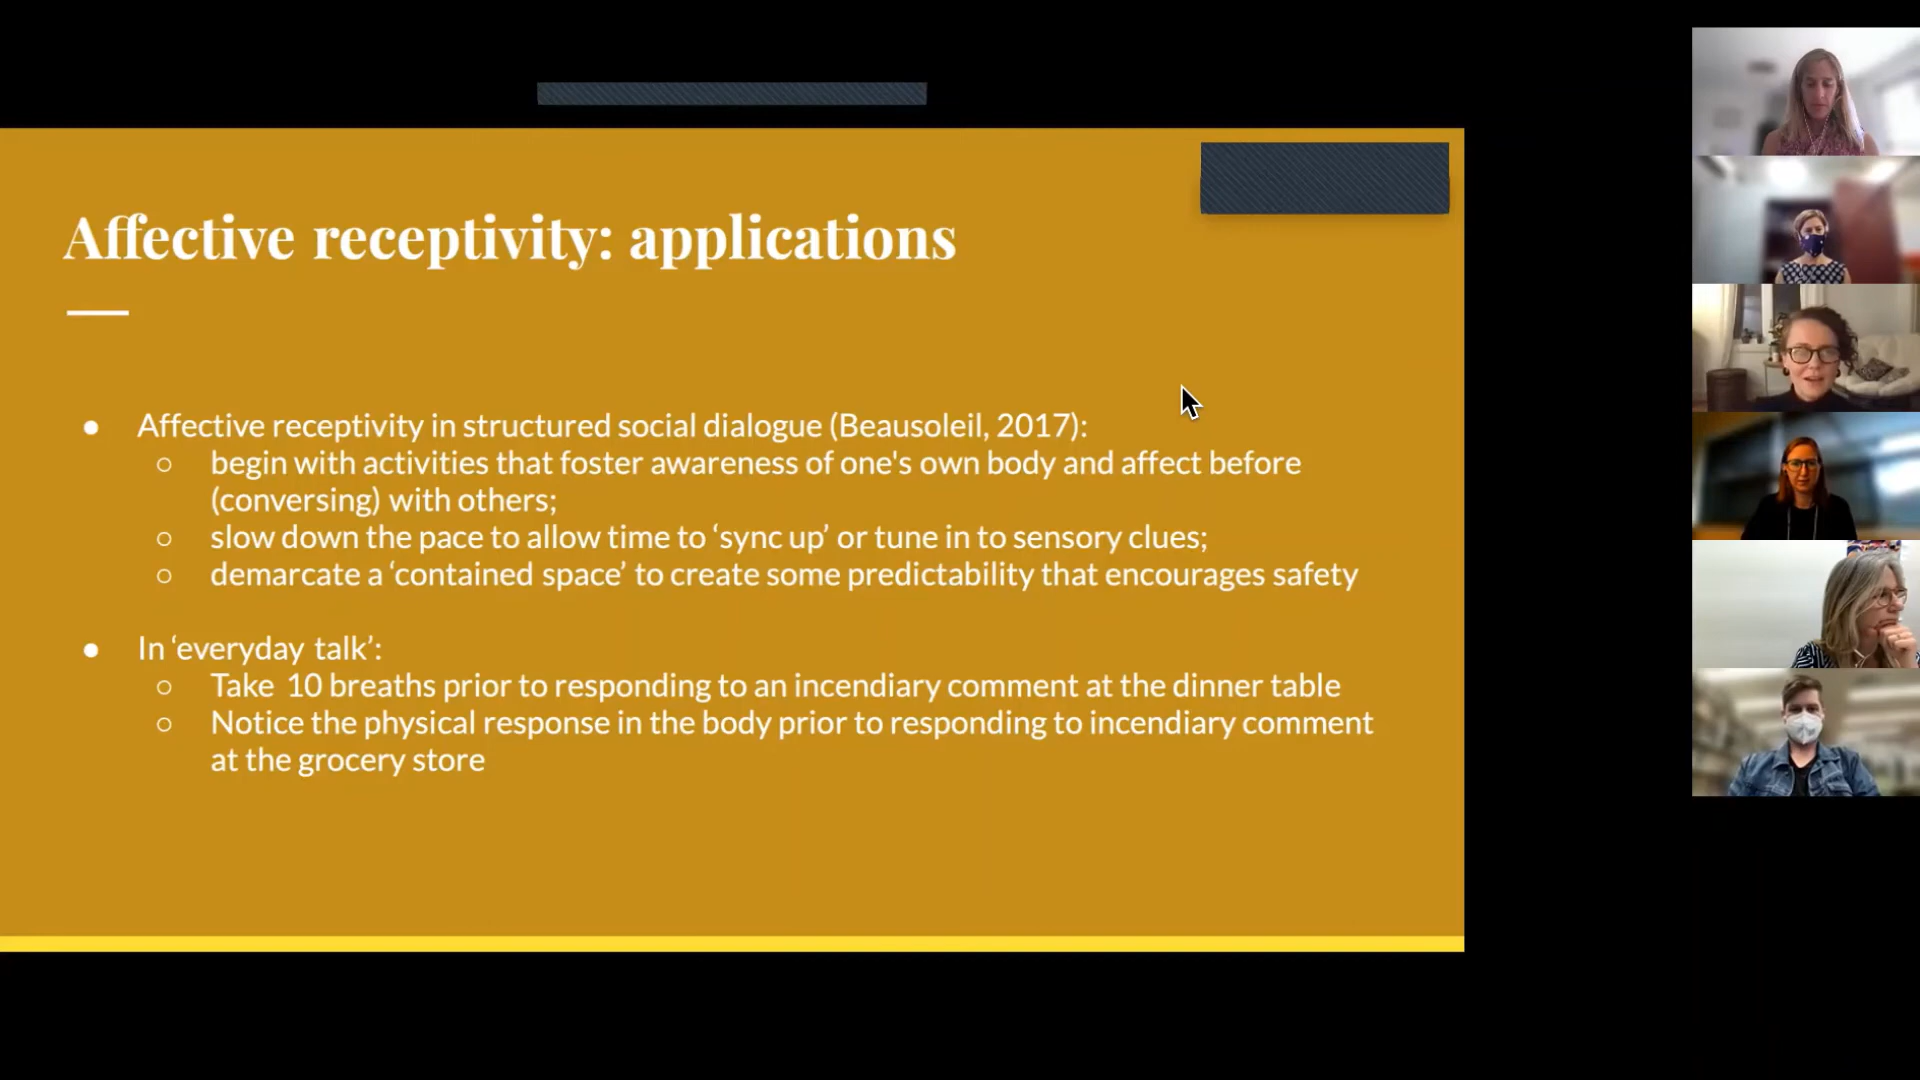 Affective receptivity: applications
● Affective receptivity in structured social dialogue (Beausoleil, 2017):
○ begin with activities that foster awareness of one's own body and affect before
(conversing) with others;
○ slow down the pace to allow time to ‘sync up’ or tune in to sensory clues;
○ demarcate a ‘contained space’ to create some predictability that encourages safety
● In ‘everyday talk’:
○ Take 10 breaths prior to responding to an incendiary comment at the dinner table
○ Notice the physical response in the body prior to responding to incendiary comment
at the grocery store